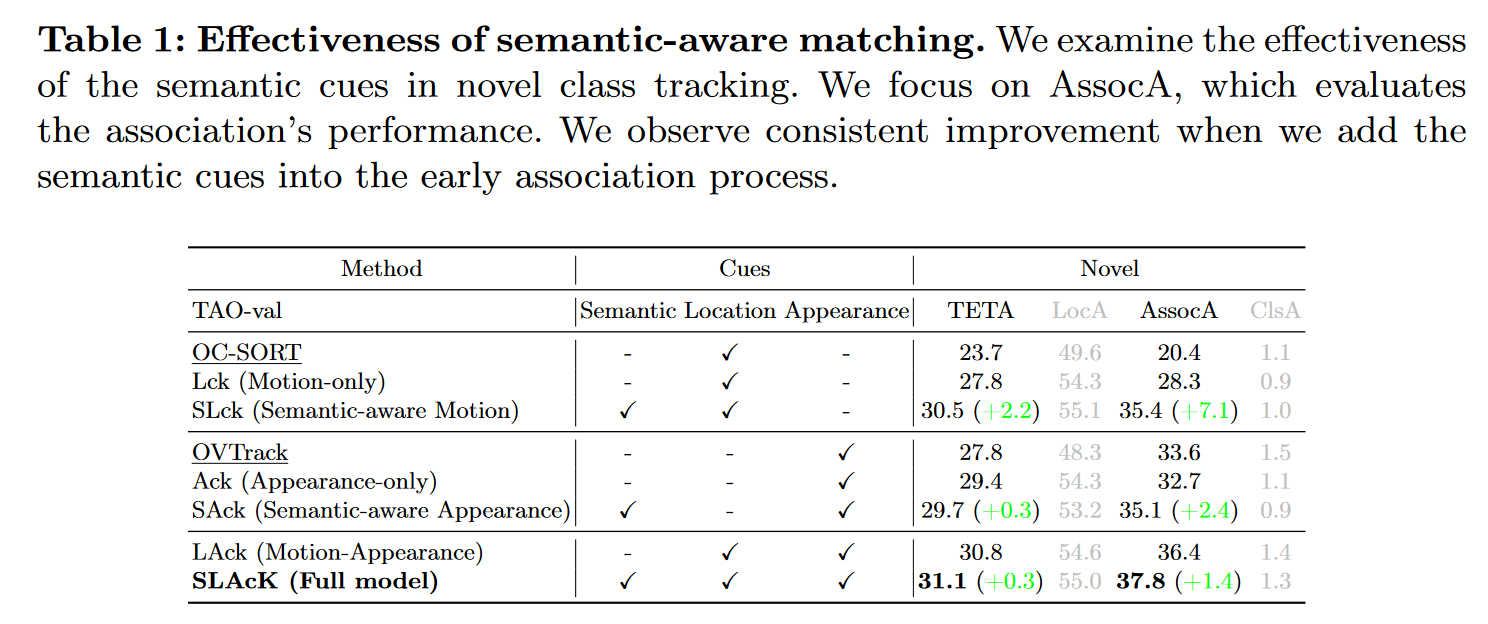 Table 1: Effectiveness of semantic-aware matching. We examine the effectiveness
of the semantic cues in novel class tracking. We focus on AssocA, which evaluates
the association's performance. We observe consistent improvement when we add the
semantic cues into the early association process.
Method Cues Novel
TAO-val Semantic Location Appearance TETA LocA AssocA ClsA
OC-SORT - ✓ - 23.7 49.6 20.4 1.1
Lck (Motion-only) - ✓ - 27.8 54.3 28.3 0.9
SLck (Semantic-aware Motion) ✓ ✓ - 30.5 (+2.2) 55.1 35.4 (+7.1) 1.0
OVTrack - - ✓ 27.8 48.3 33.6 1.5
Ack (Appearance-only) - - ✓ 29.4 54.3 32.7 1.1
SAck (Semantic-aware Appearance) ✓ - ✓ 29.7 (+0.3) 53.2 35.1 (+2.4) 0.9
LAck (Motion-Appearance) - ✓ ✓ 30.8 54.6 36.4 1.4
SLAcK (Full model) ✓ ✓ ✓ 31.1 (+0.3) 55.0 37.8 (+1.4) 1.3